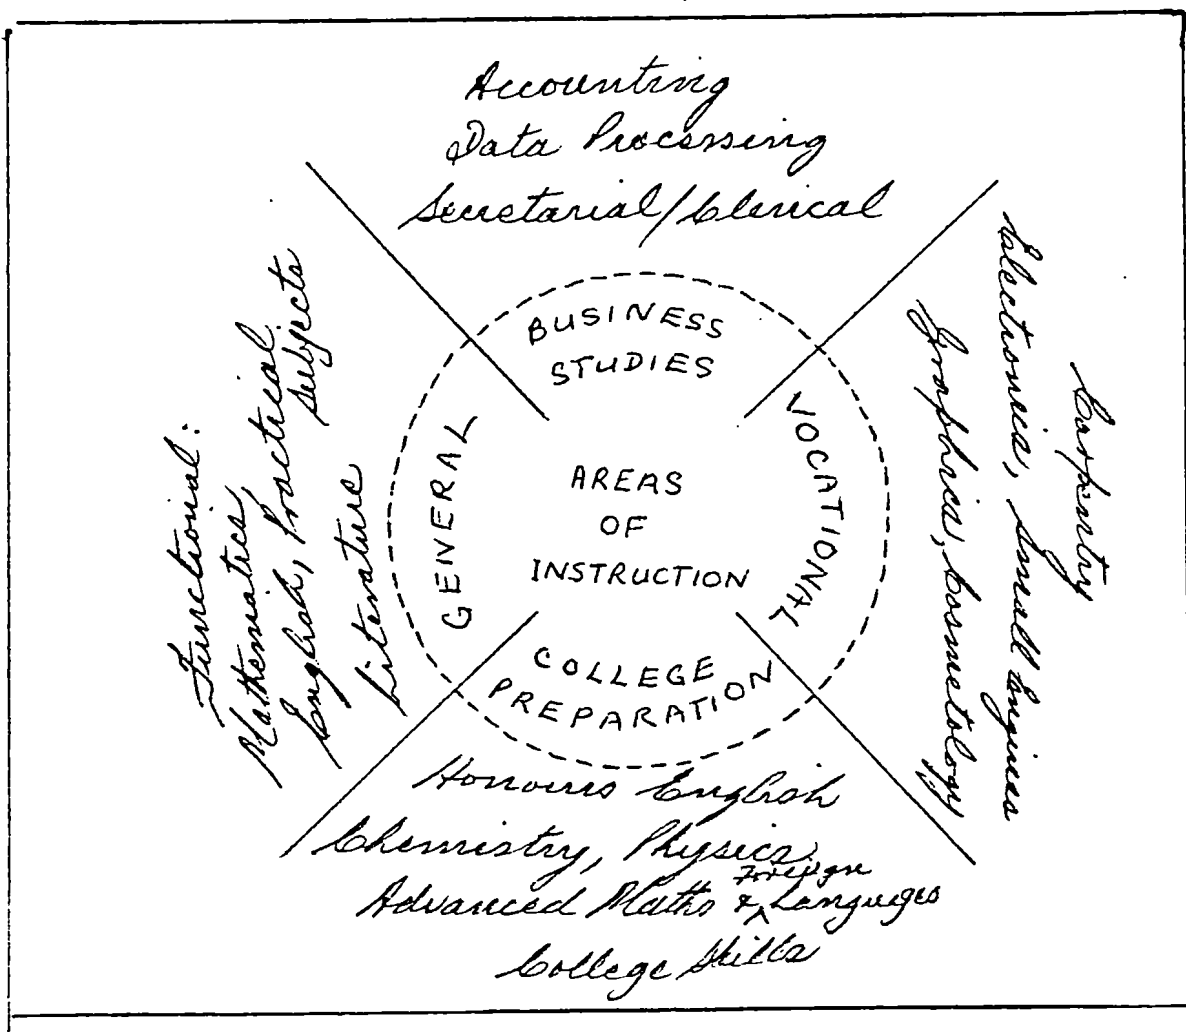 Accounting
Data Processing
Secretarial/Clerical
BUSINESS
STUDIES
GENERAL
Functional:
Mathematics,
English, Practical
Subjects
Literature
AREAS
OF
INSTRUCTION
VOCATIONAL
Carpentry
Electronics, Small Engines
Graphics, Cosmetology
COLLEGE
PREPARATION
Honours English
Chemistry, Physics,
Advanced Maths & Foreign Languages
College Skills